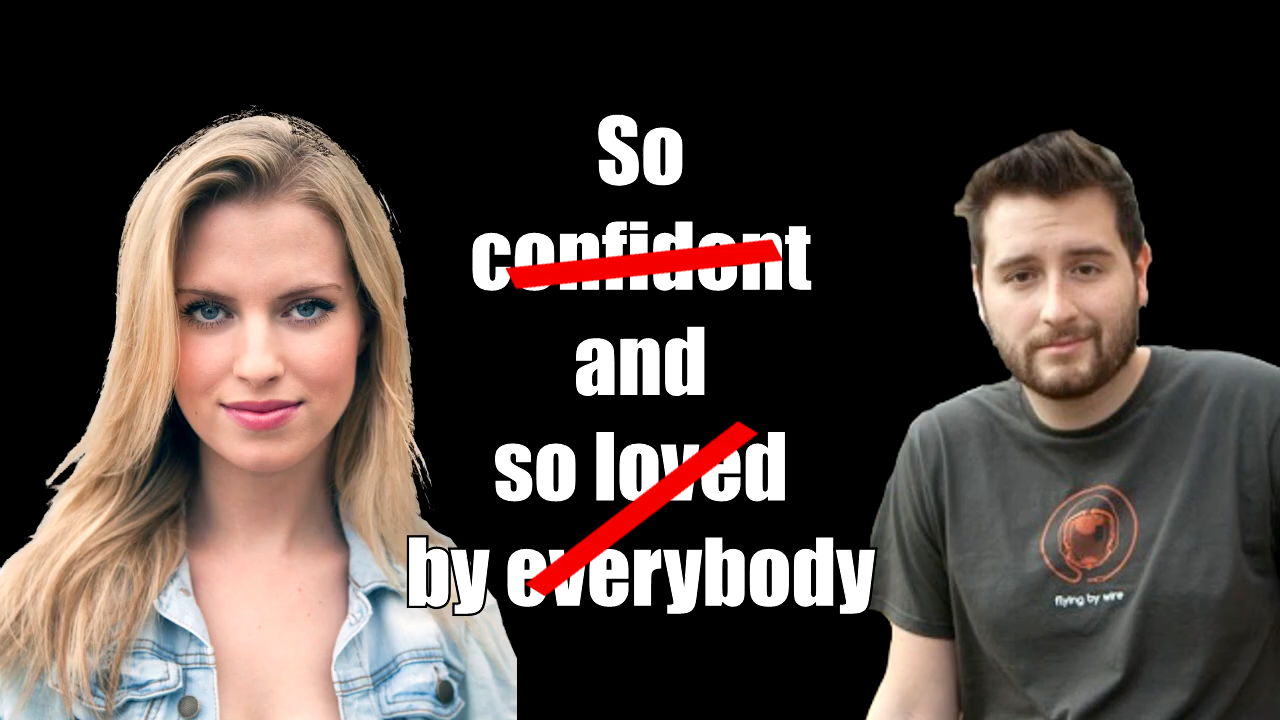 So
confident
and
so loved
by everybody
flying by wire